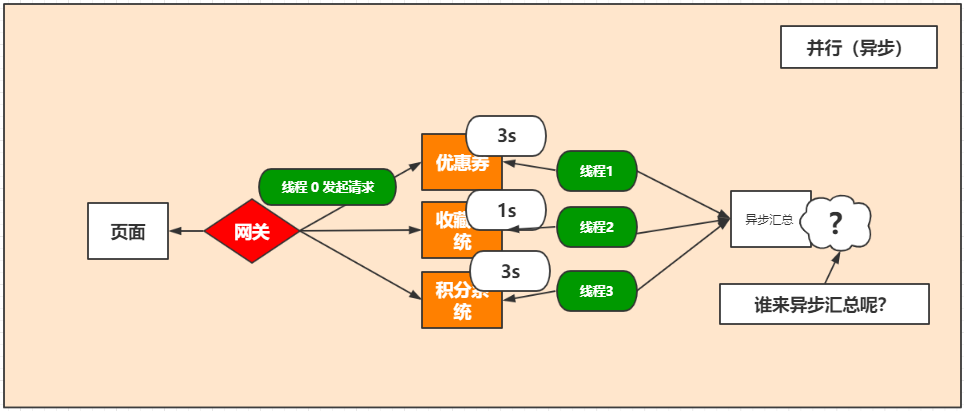 并行（异步）
3s
优惠券
线程1
线程 0 发起请求
1s
收藏
统
线程2
异步汇总
?
页面
网关
3s
积分系
统
线程3
谁来异步汇总呢?